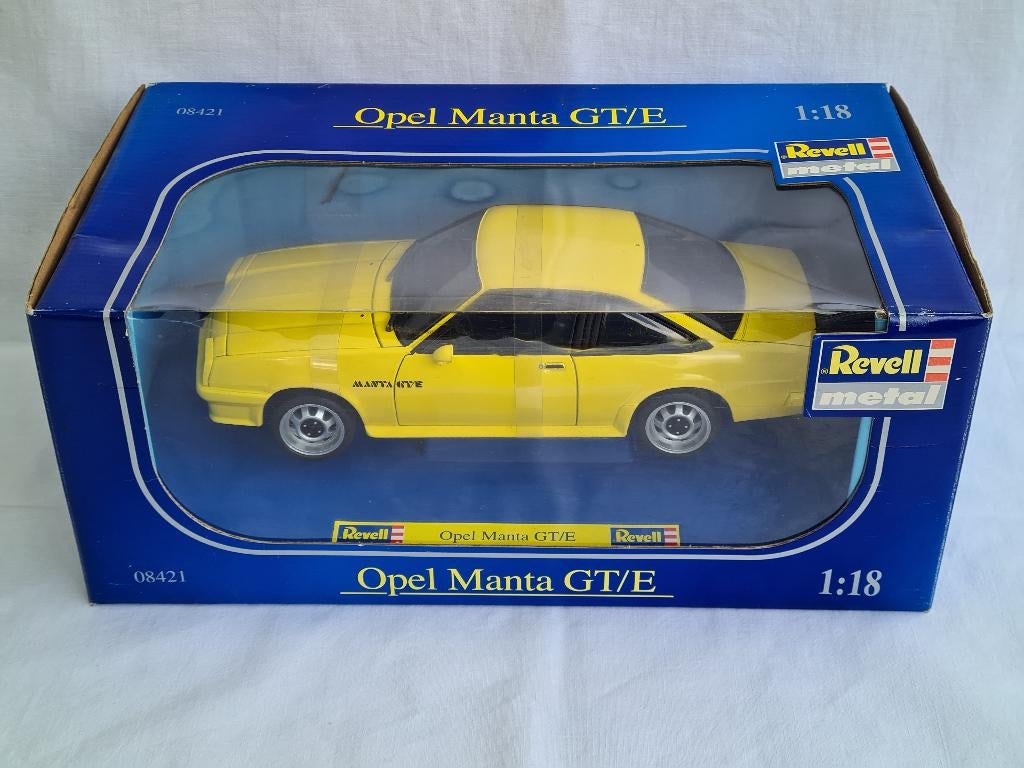 08421
Opel Manta GT/E
1:18
Revell
metal
MANTA GT/E
®Revell
metal
Revell Opel Manta GT/E Revell
08421
Opel Manta GT/E
1:18